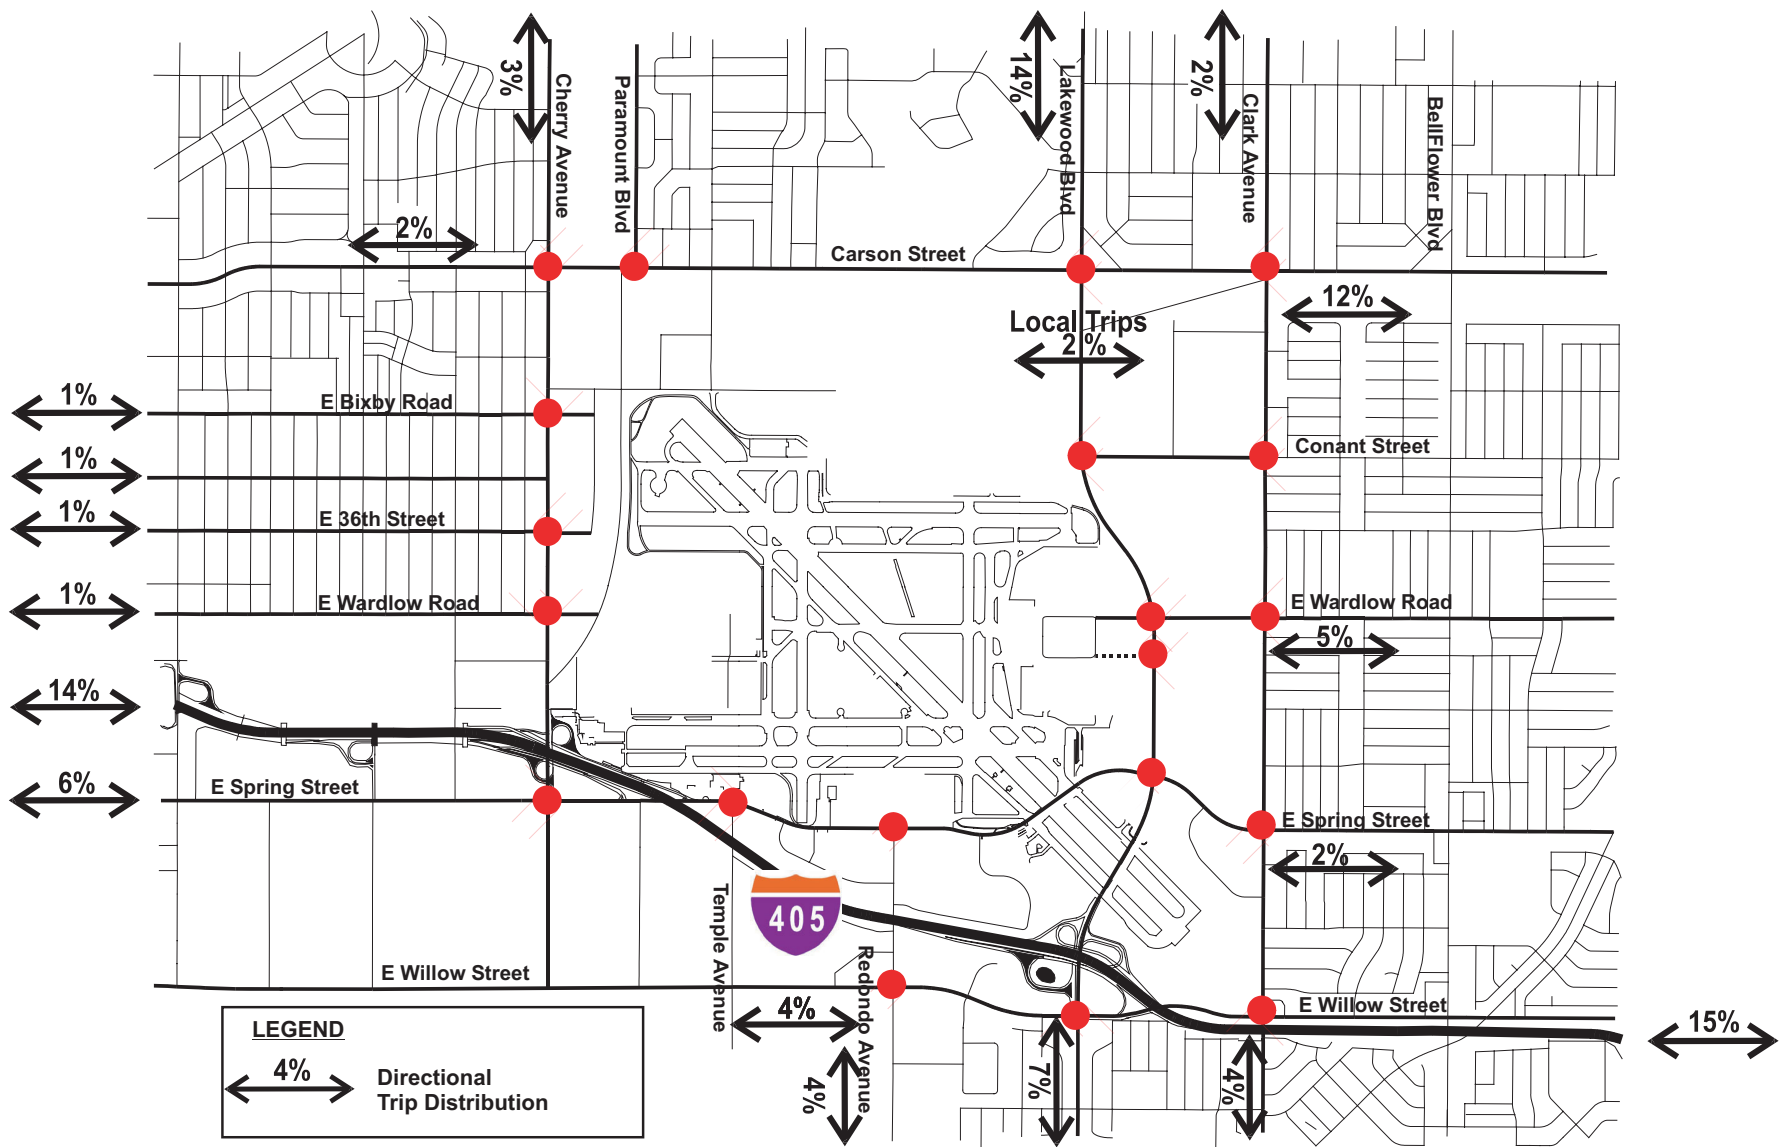 3%
Cherry Avenue
Paramount Blvd
14%
Lakewood Blvd
2%
Clark Avenue
BellFlower Blvd
2%
Carson Street
12%
Local Trips
2 %
1%
E Bixby Road
Conant Street
1%
1%
E 36th Street
1%
E Wardlow Road
E Wardlow Road
5%
14%
6%
E Spring Street
E Spring Street
2%
405
Temple Avenue
Redondo Avenue
E Willow Street
E Willow Street
4%
15%
4%
7%
4%
LEGEND
4%
Directional
Trip Distribution